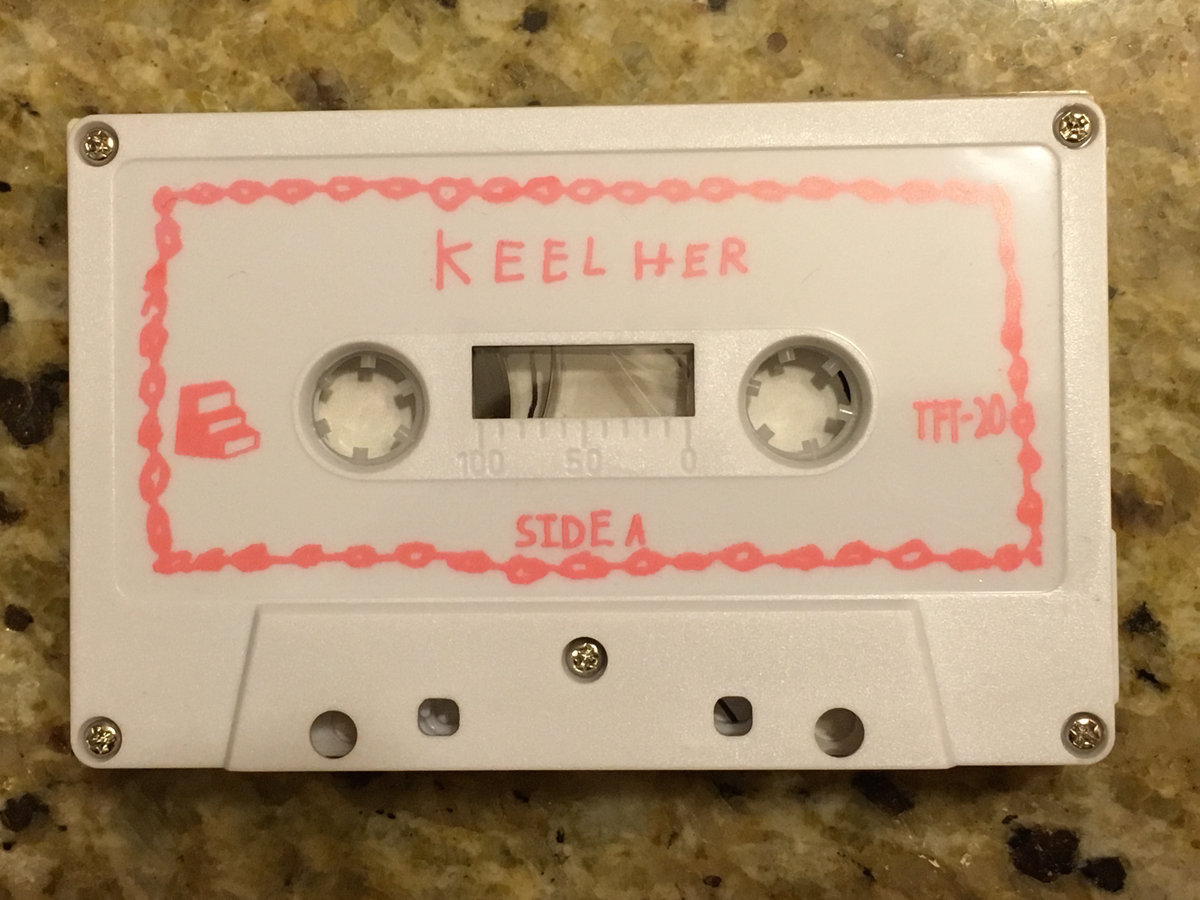 KEEL HER
TFT-20
100 50 0
SIDE A